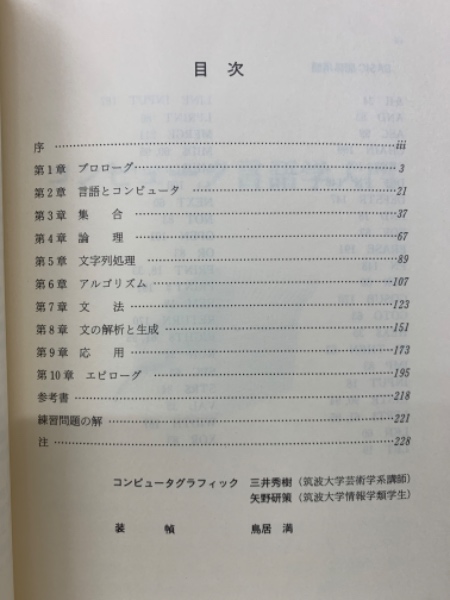 目 次
序 iii
第1章 プロローグ 3
第2章 言語とコンピュータ 21
第3章 集 合 37
第4章 論 理 67
第5章 文字列処理 89
第6章 アルゴリズム 107
第7章 文 法 123
第8章 文の解析と生成 151
第9章 応 用 173
第10章 エピローグ 195
参考書 218
練習問題の解 221
注 228
コンピュータグラフィック 三井秀樹 (筑波大学芸術学系講師)
矢野研策 (筑波大学情報学類学生)
装 幀 鳥居 満